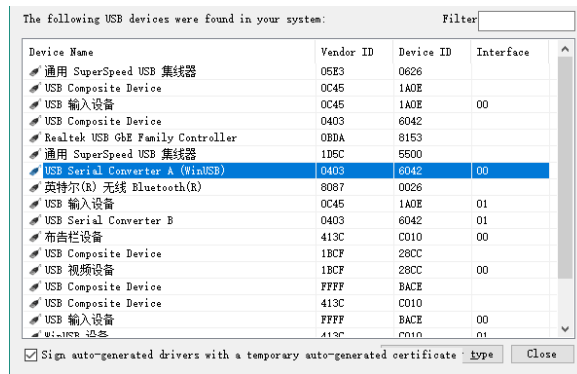 The following USB devices were found in your system: Filter
Device Name Vendor ID Device ID Interface
通用 SuperSpeed USB 集线器 05E3 0626
USB Composite Device 0C45 1A0E
USB 输入设备 0C45 1A0E 00
USB Composite Device 0403 6042
Realtek USB GbE Family Controller 0BDA 8153
通用 SuperSpeed USB 集线器 1D5C 5500
USB Serial Converter A (WinUSB) 0403 6042 00
英特尔(R) 无线 Bluetooth(R) 8087 0026
USB 输入设备 0C45 1A0E 01
USB Serial Converter B 0403 6042 01
布告栏设备 413C C010 00
USB Composite Device 1BCF 28CC
USB 视频设备 1BCF 28CC 00
USB Composite Device FFFF BACE
USB Composite Device 413C C010
USB 输入设备 FFFF BACE 00
WinUSB 设备 413C C010 01
Sign auto-generated drivers with a temporary auto-generated certificate type Close